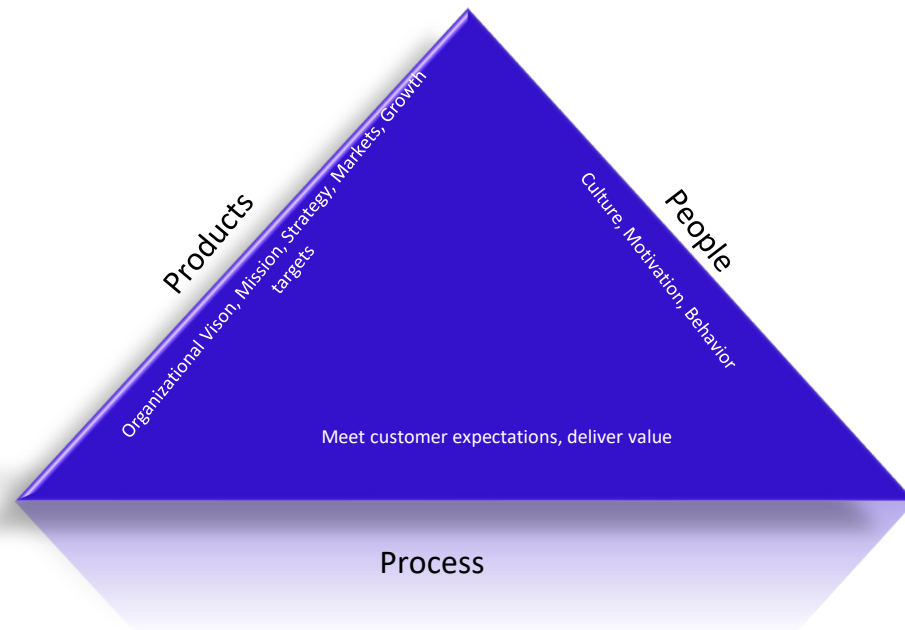 Products
Organizational Vison, Mission, Strategy, Markets, Growth
targets
People
Culture, Motivation, Behavior
Meet customer expectations, deliver value
Process